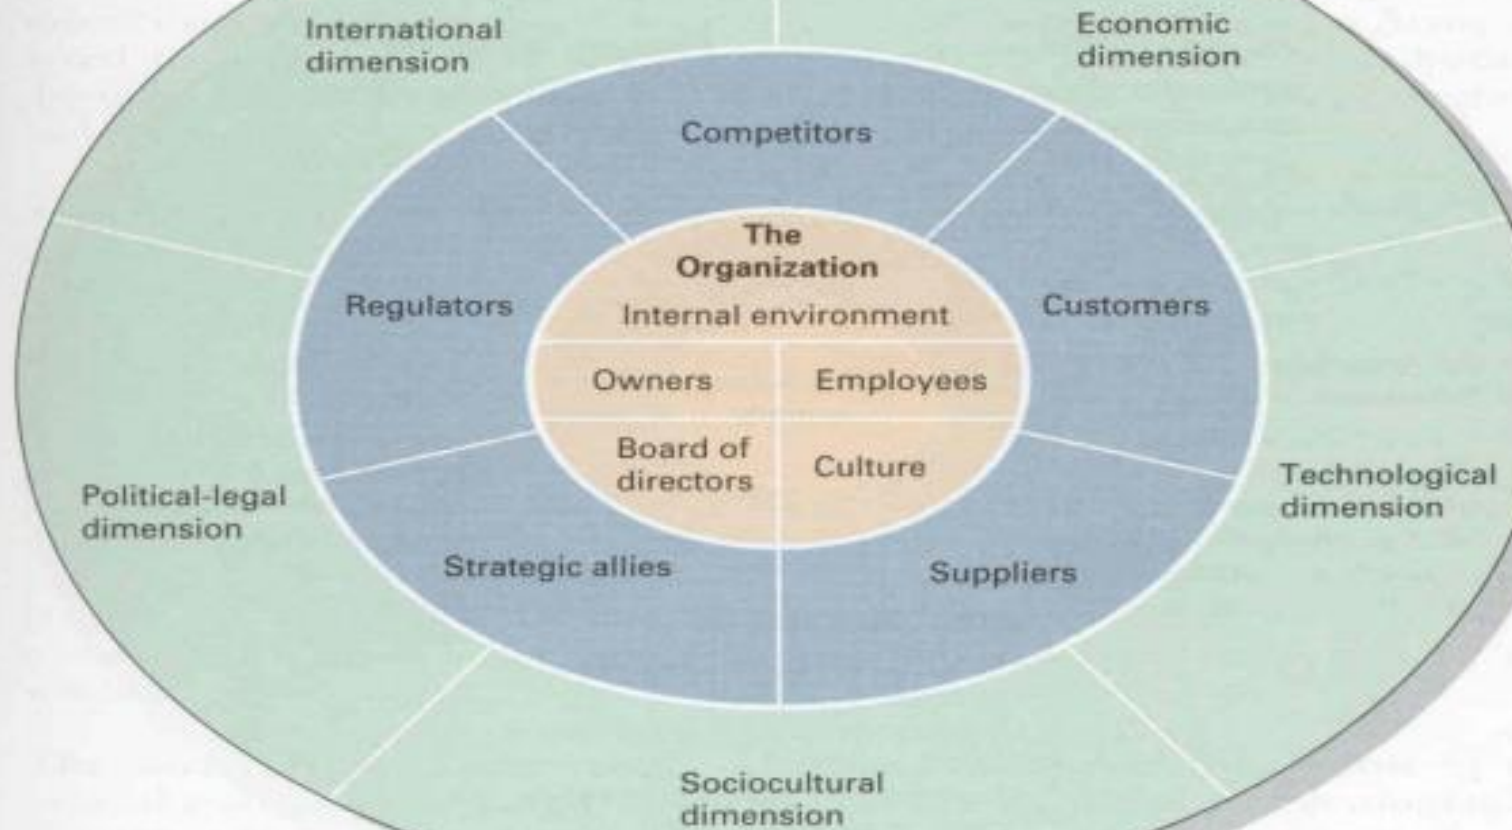 International
dimension
Economic
dimension
Competitors
The
Organization
Internal environment
Regulators
Customers
Owners
Employees
Board of
directors
Culture
Political-legal
dimension
Technological
dimension
Strategic allies
Suppliers
Sociocultural
dimension